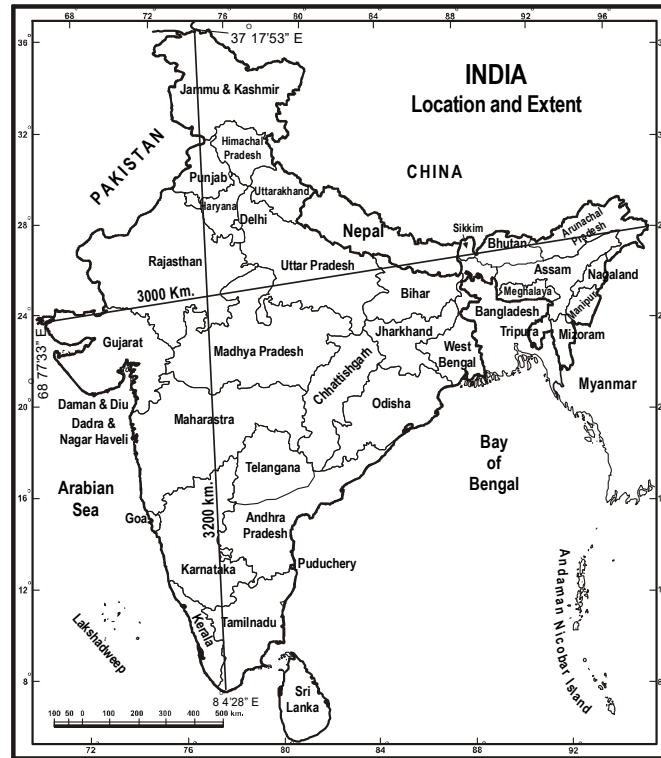 72° 76 80 84 88 92 96
36°
37 17'53” E
INDIA
Location and Extent
Jammu & Kashmir
32
Himachal
Pradesh
PAKISTAN
CHINA
Punjab
Uttarakhand
Haryana
28
Delhi
Nepal
Sikkim
Bhutan
Arunachal
Pradesh
Rajasthan
Uttar Pradesh
Assam
Nagaland
3000 Km.
Bihar
Meghalaya
Manipur
24
Bangladesh
Jharkhand
Tripura
Mizoram
Gujarat
Madhya Pradesh
West
Bengal
68 77'33” E
Chhattishgarh
Myanmar
20
Daman & Diu
Dadra &
Nagar Haveli
Maharastra
Odisha
Bay
of
Bengal
Telangana
16
Arabian
Sea
3200 km.
Goa
Andhra
Pradesh
Puduchery
Karnataka
12
Tamilnadu
Kerala
Lakshadweep
Andaman Nicobar Island
8
8 4'28” E
Sri
Lanka
100 50 0 100 200 300 400 500 km.
72 76 80 84 88 92